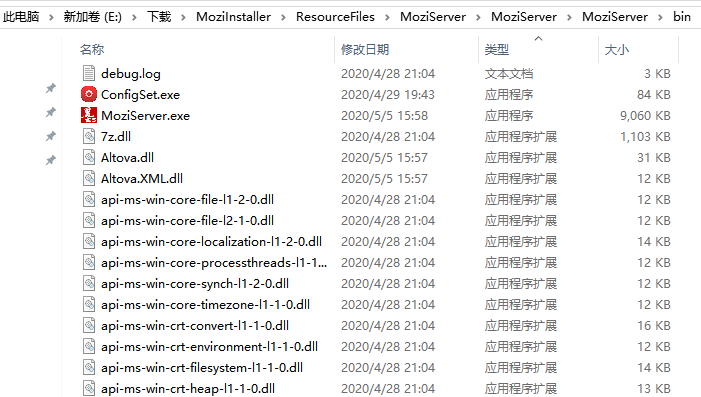 此电脑 > 新加卷 (E:) > 下载 > MoziInstaller > ResourceFiles > MoziServer > MoziServer > MoziServer > bin
名称 修改日期 类型 大小
debug.log 2020/4/28 21:04 文本文档 3 KB
ConfigSet.exe 2020/4/29 19:43 应用程序 84 KB
MoziServer.exe 2020/5/5 15:58 应用程序 9,060 KB
7z.dll 2020/4/28 21:04 应用程序扩展 1,103 KB
Altova.dll 2020/5/5 15:57 应用程序扩展 31 KB
Altova.XML.dll 2020/5/5 15:57 应用程序扩展 12 KB
api-ms-win-core-file-l1-2-0.dll 2020/4/28 21:04 应用程序扩展 12 KB
api-ms-win-core-file-l2-1-0.dll 2020/4/28 21:04 应用程序扩展 12 KB
api-ms-win-core-localization-l1-2-0.dll 2020/4/28 21:04 应用程序扩展 14 KB
api-ms-win-core-processthreads-l1-1... 2020/4/28 21:04 应用程序扩展 12 KB
api-ms-win-core-synch-l1-2-0.dll 2020/4/28 21:04 应用程序扩展 12 KB
api-ms-win-core-timezone-l1-1-0.dll 2020/4/28 21:04 应用程序扩展 12 KB
api-ms-win-crt-convert-l1-1-0.dll 2020/4/28 21:04 应用程序扩展 16 KB
api-ms-win-crt-environment-l1-1-0.dll 2020/4/28 21:04 应用程序扩展 12 KB
api-ms-win-crt-filesystem-l1-1-0.dll 2020/4/28 21:04 应用程序扩展 14 KB
api-ms-win-crt-heap-l1-1-0.dll 2020/4/28 21:04 应用程序扩展 13 KB